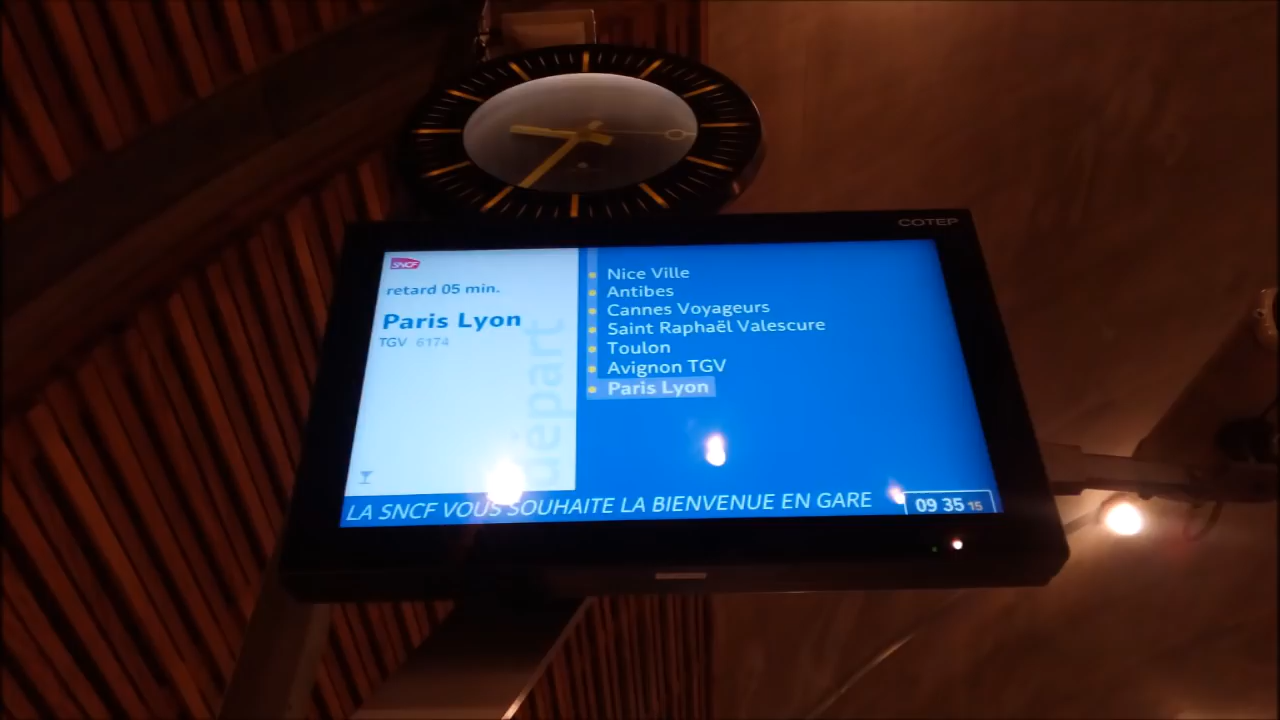 COTEP
SNCF
retard 05 min.
Paris Lyon
TGV 6174
départ
Nice Ville
Antibes
Cannes Voyageurs
Saint Raphaël Valescure
Toulon
Avignon TGV
Paris Lyon
LA SNCF VOUS SOUHAITE LA BIENVENUE EN GARE
09 35 15